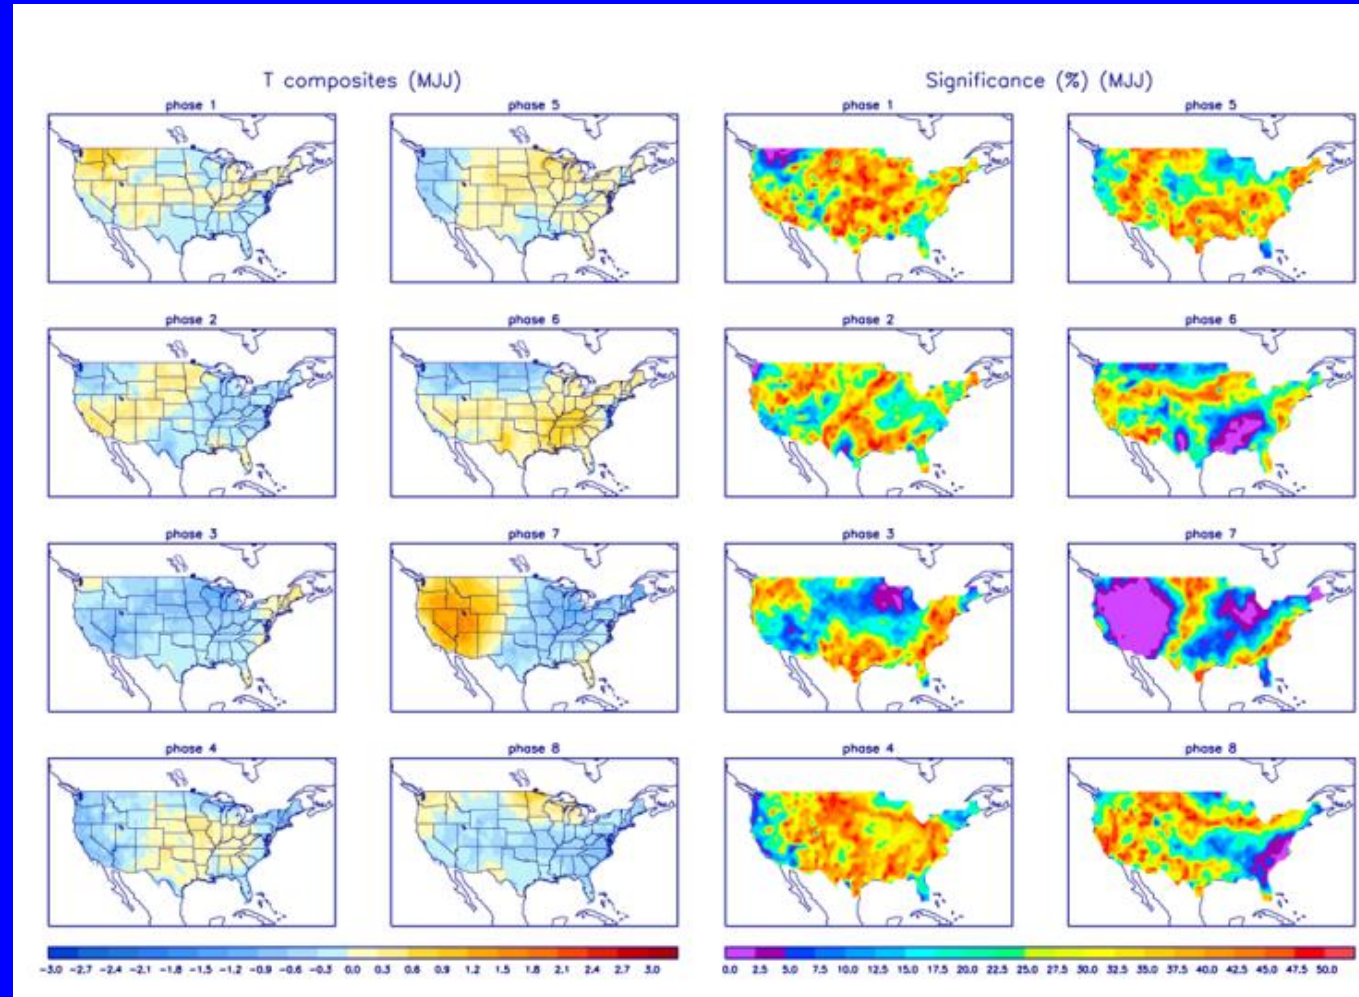 T composites (MJJ) Significance (%) (MJJ)
phase 1 phase 5 phase 1 phase 5
phase 2 phase 6 phase 2 phase 6
phase 3 phase 7 phase 3 phase 7
phase 4 phase 8 phase 4 phase 8
-3.0 -2.7 -2.4 -2.1 -1.8 -1.5 -1.2 -0.9 -0.6 -0.3 0.0 0.3 0.6 0.9 1.2 1.5 1.8 2.1 2.4 2.7 3.0 0.0 2.5 5.0 7.5 10.0 12.5 15.0 17.5 20.0 22.5 25.0 27.5 30.0 32.5 35.0 37.5 40.0 42.5 45.0 47.5 50.0